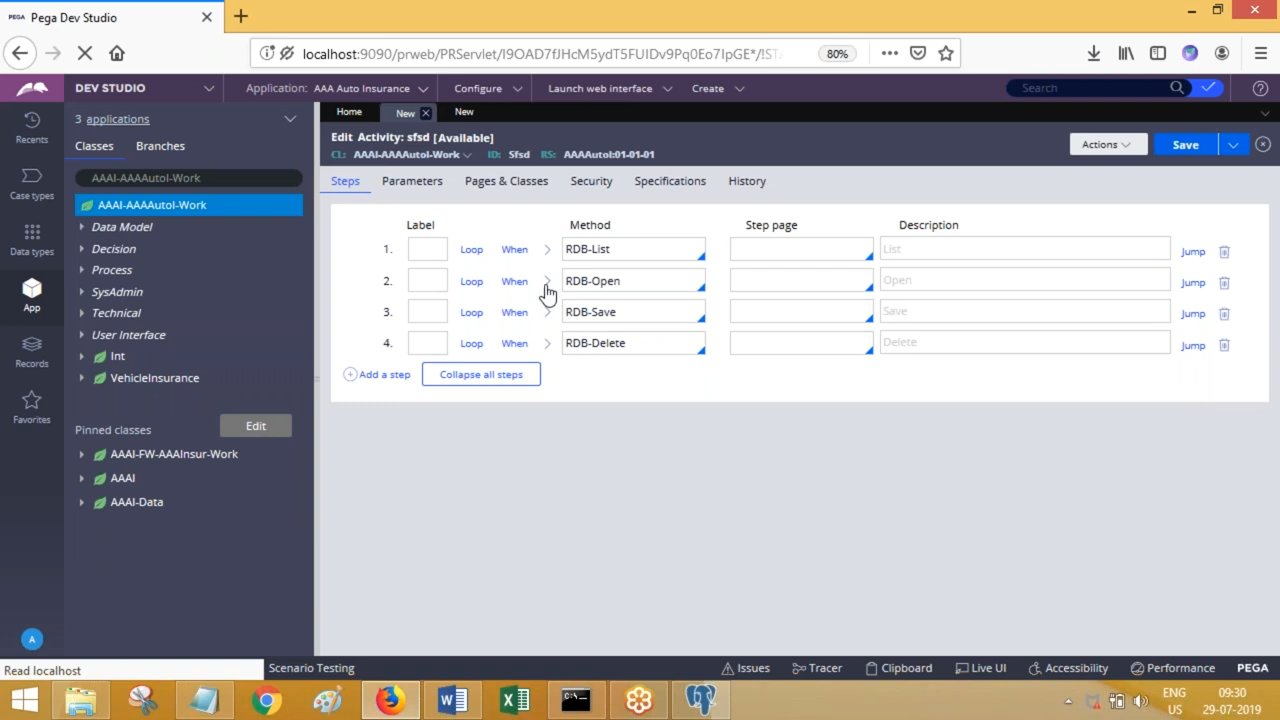 PEGA Pega Dev Studio
localhost:9090/prweb/PRServlet/I9OAD7fJHcM5ydT5FUIDv9Pq0Eo7IpGE*/!STA
80%
DEV STUDIO
Application: AAA Auto Insurance
Configure
Launch web interface
Create
Search
Recents
Case types
Data types
App
Records
Favorites
A
3 applications
Classes Branches
AAAI-AAAAutoI-Work
AAAI-AAAAutoI-Work
Data Model
Decision
Process
SysAdmin
Technical
User Interface
Int
VehicleInsurance
Pinned classes Edit
AAAI-FW-AAAInsur-Work
AAAI
AAAI-Data
Home New New
Edit Activity: sfsd [Available]
CL: AAAI-AAAAutoI-Work ID: Sfsd RS: AAAAutoI:01-01-01
Actions Save
Steps Parameters Pages & Classes Security Specifications History
Label Method Step page Description
1. Loop When RDB-List List Jump
2. Loop When RDB-Open Open Jump
3. Loop When RDB-Save Save Jump
4. Loop When RDB-Delete Delete Jump
Add a step Collapse all steps
Read localhost
Scenario Testing Issues Tracer Clipboard Live UI Accessibility Performance PEGA
ENG 09:30
US 29-07-2019